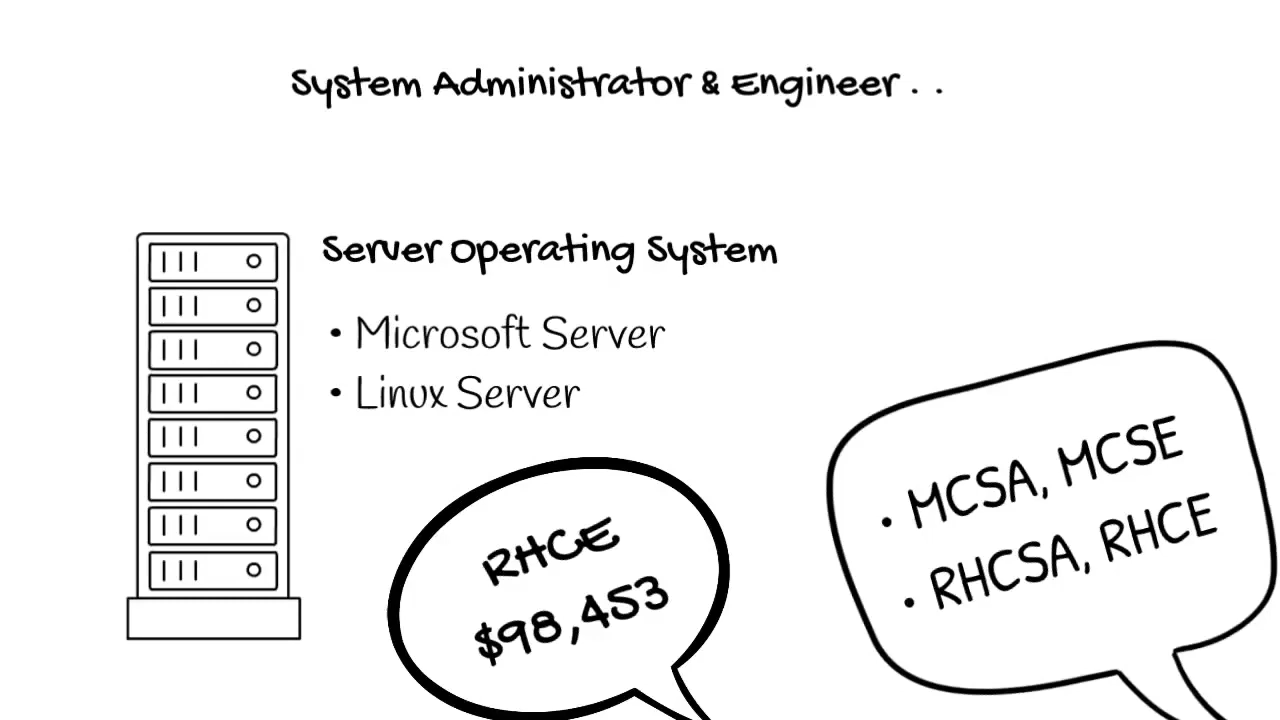 System Administrator & Engineer . .
Server Operating System
• Microsoft Server
• Linux Server
• MCSA, MCSE
• RHCSA, RHCE
RHCE
$98,453